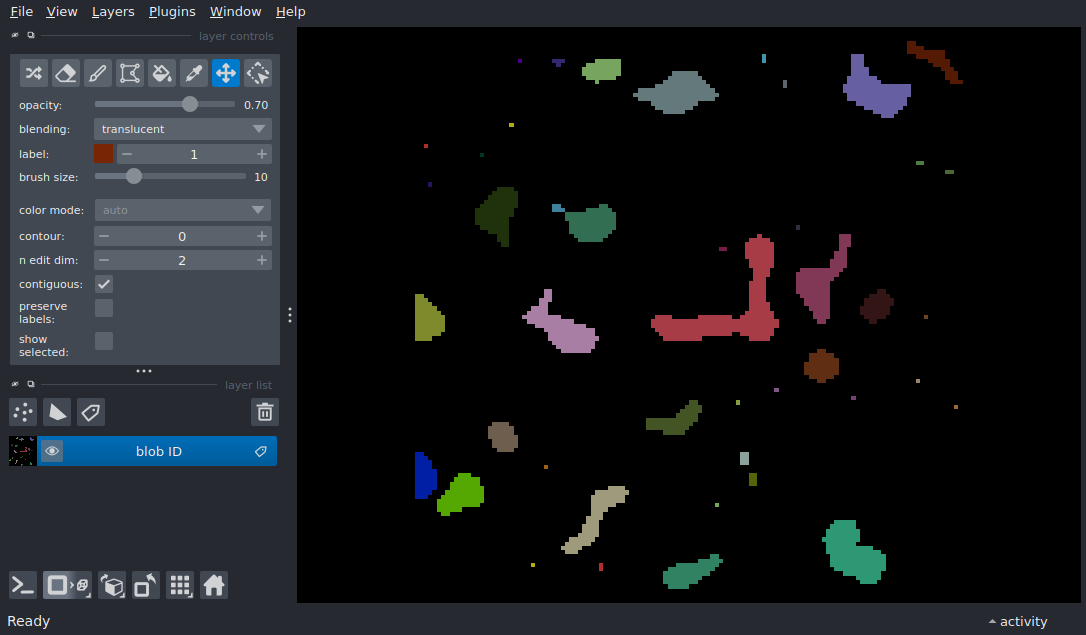 File View Layers Plugins Window Help
layer controls
opacity: 0.70
blending: translucent
label: 1
brush size: 10
color mode: auto
contour: 0
n edit dim: 2
contiguous:
preserve
labels:
show
selected:
layer list
blob ID
Ready
activity